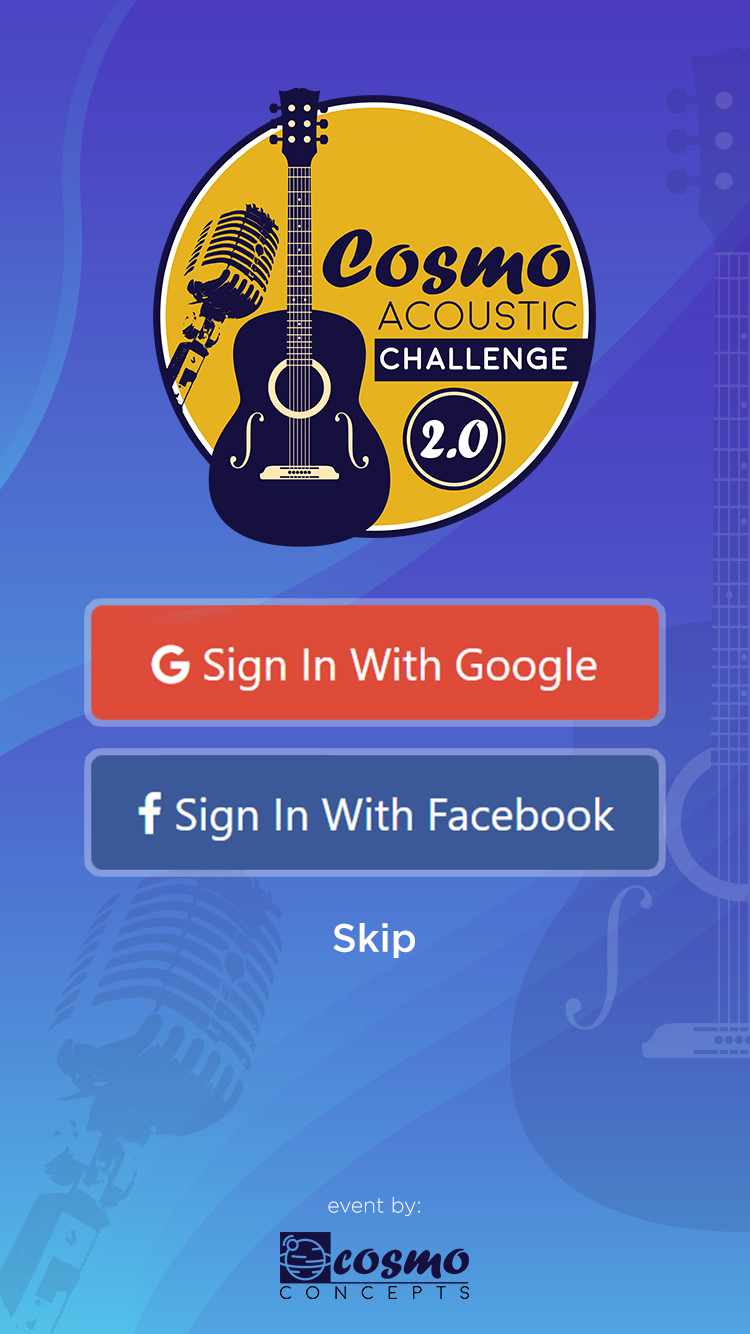 Cosmo
ACOUSTIC
CHALLENGE
2.0
G Sign In With Google
f Sign In With Facebook
Skip
event by:
cosmo
CONCEPTS